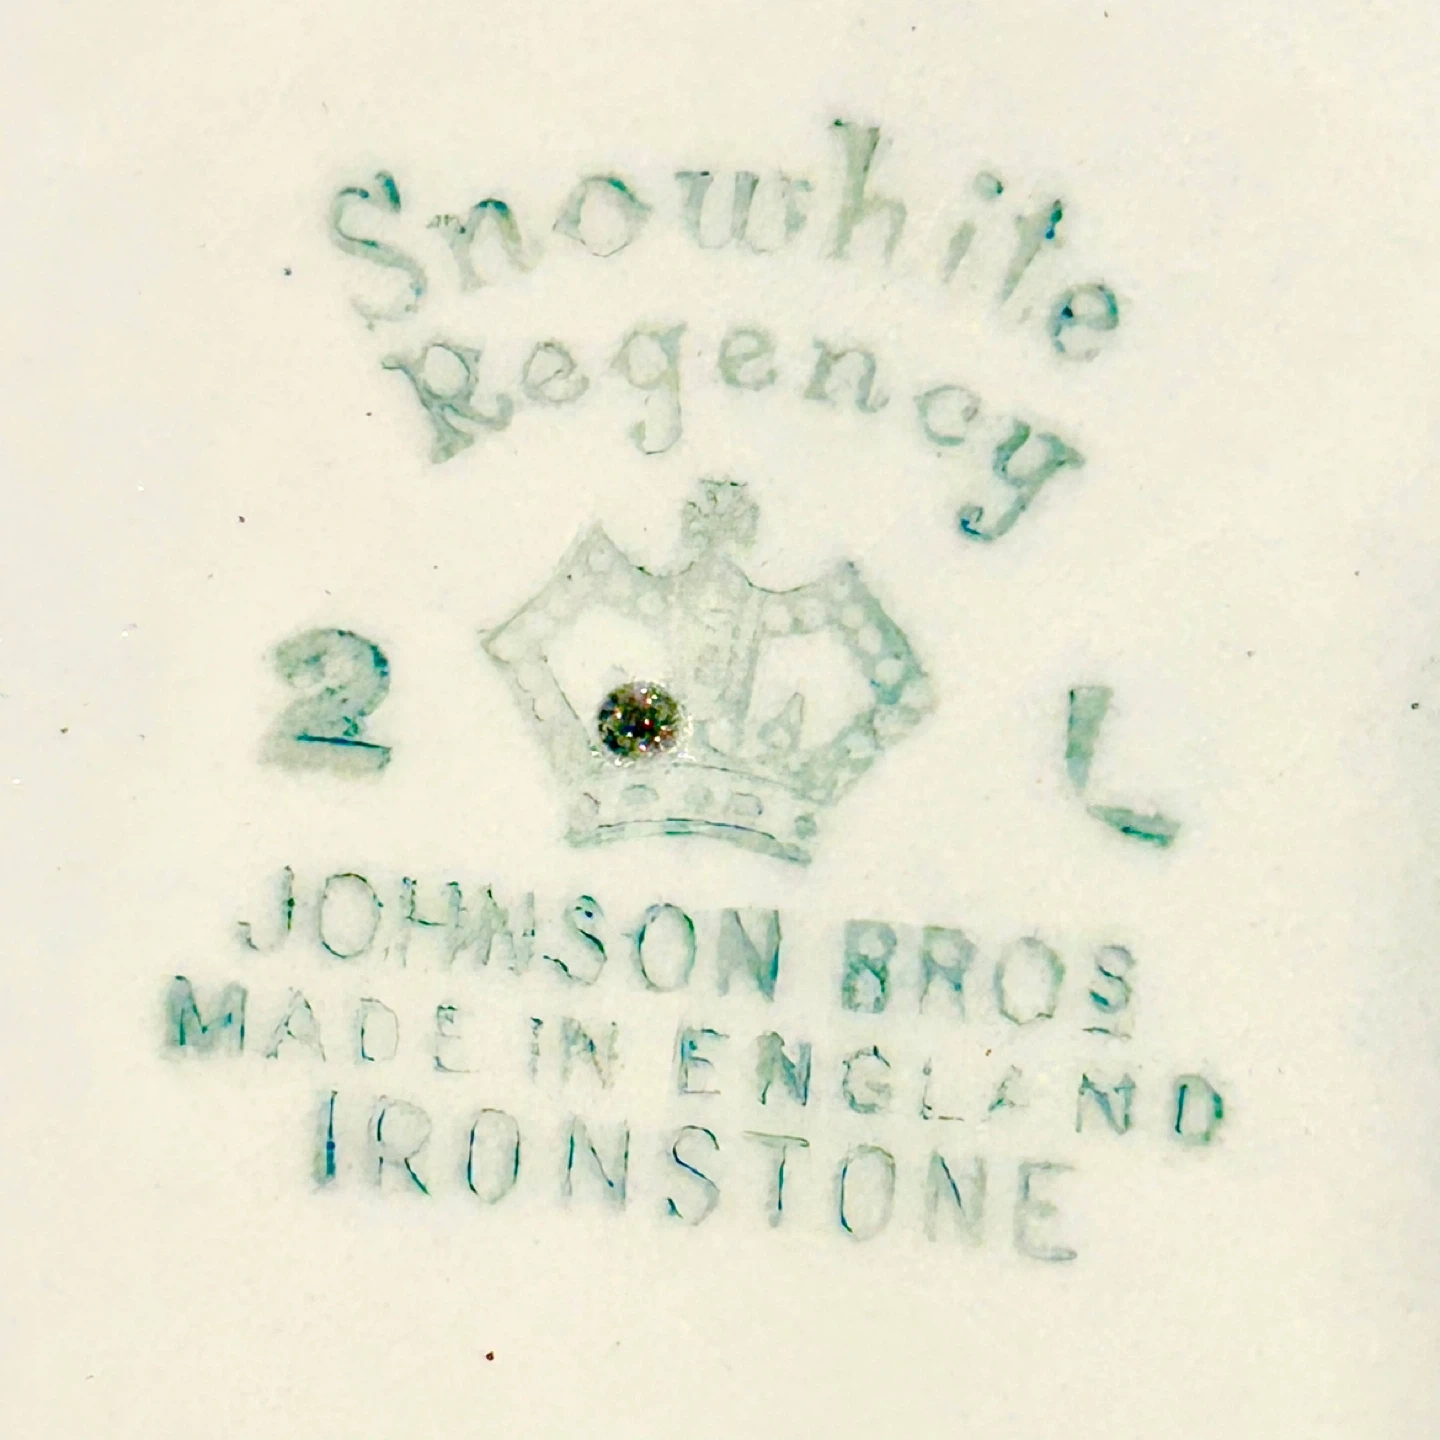 Snowhite
Regency
2 L
JOHNSON BROS
MADE IN ENGLAND
IRONSTONE